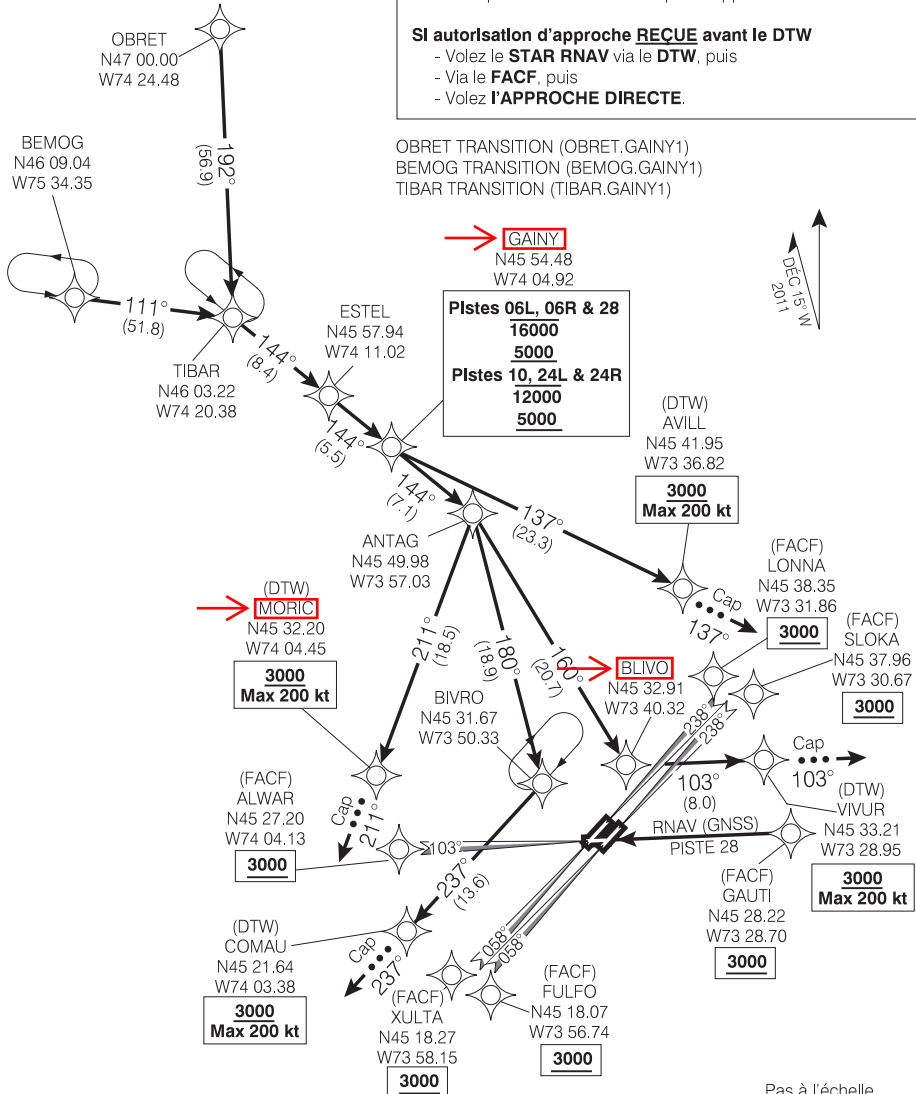 SI autorisation d'approche REÇUE avant le DTW
- Volez le STAR RNAV via le DTW, puis
- Via le FACF, puis
- Volez l'APPROCHE DIRECTE.
OBRET
N47 00.00
W74 24.48
BEMOG
N46 09.04
W75 34.35
OBRET TRANSITION (OBRET.GAINY1)
BEMOG TRANSITION (BEMOG.GAINY1)
TIBAR TRANSITION (TIBAR.GAINY1)
192°
(56.9)
GAINY
N45 54.48
W74 04.92
Pistes 06L, 06R & 28
16000
5000
Pistes 10, 24L & 24R
12000
5000
DÉC 15° W
2011
111°
(51.8)
TIBAR
N46 03.22
W74 20.38
144°
(8.4)
ESTEL
N45 57.94
W74 11.02
144°
(5.5)
144°
(7.1)
137°
(23.3)
(DTW)
AVILL
N45 41.95
W73 36.82
3000
Max 200 kt
Cap
137°
ANTAG
N45 49.98
W73 57.03
(FACF)
LONNA
N45 38.35
W73 31.86
3000
(FACF)
SLOKA
N45 37.96
W73 30.67
3000
(DTW)
MORIC
N45 32.20
W74 04.45
3000
Max 200 kt
211°
(18.5)
180°
(18.9)
160°
(20.7)
BLIVO
N45 32.91
W73 40.32
BIVRO
N45 31.67
W73 50.33
238°
238°
103°
(8.0)
Cap
103°
(DTW)
VIVUR
N45 33.21
W73 28.95
3000
Max 200 kt
(FACF)
ALWAR
N45 27.20
W74 04.13
3000
Cap
211°
103°
RNAV (GNSS)
PISTE 28
(FACF)
GAUTI
N45 28.22
W73 28.70
3000
237°
(13.6)
(DTW)
COMAU
N45 21.64
W74 03.38
3000
Max 200 kt
Cap
237°
058°
058°
(FACF)
XULTA
N45 18.27
W73 58.15
3000
(FACF)
FULFO
N45 18.07
W73 56.74
3000
Pas à l'échelle